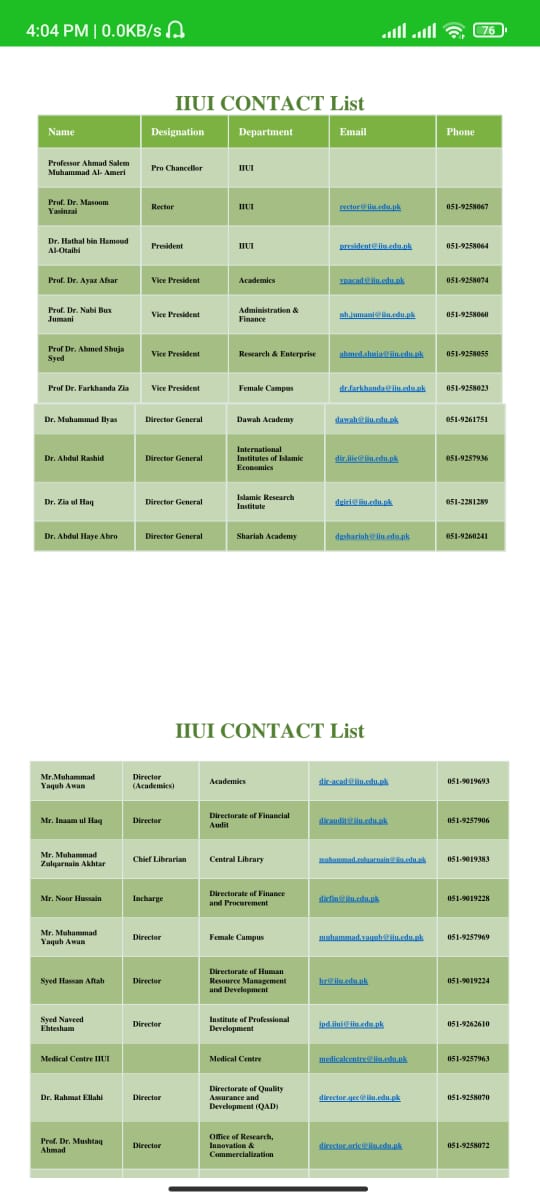 4:04 PM | 0.0KB/s
76
IIUI CONTACT List
Name Designation Department Email Phone
Professor Ahmad Salem
Muhammad Al- Ameri
Pro Chancellor IIUI
Prof. Dr. Masoom
Yasinzai
Rector IIUI rector@iiu.edu.pk 051-9258067
Dr. Hathal bin Hamoud
Al-Otaibi
President IIUI president@iiu.edu.pk 051-9258064
Prof. Dr. Ayaz Afsar Vice President Academics vpacad@iiu.edu.pk 051-9258074
Prof. Dr. Nabi Bux
Jumani
Vice President
Administration &
Finance
nb.jumani@iiu.edu.pk 051-9258060
Prof Dr. Ahmed Shuja
Syed
Vice President Research & Enterprise ahmed.shuja@iiu.edu.pk 051-9258055
Prof Dr. Farkhanda Zia Vice President Female Campus dr.farkhanda@iiu.edu.pk 051-9258023
Dr. Muhammad Ilyas Director General Dawah Academy dawah@iiu.edu.pk 051-9261751
Dr. Abdul Rashid Director General
International
Institutes of Islamic
Economics
dir.iiie@iiu.edu.pk 051-9257936
Dr. Zia ul Haq Director General
Islamic Research
Institute
dgiri@iiu.edu.pk 051-2281289
Dr. Abdul Haye Abro Director General Shariah Academy dgshariah@iiu.edu.pk 051-9260241
IIUI CONTACT List
Mr.Muhammad
Yaqub Awan
Director
(Academics)
Academics dir-acad@iiu.edu.pk 051-9019693
Mr. Inaam ul Haq Director
Directorate of Financial
Audit
diraudit@iiu.edu.pk 051-9257906
Mr. Muhammad
Zulqarnain Akhtar
Chief Librarian Central Library muhammad.zulqarnain@iiu.edu.pk 051-9019383
Mr. Noor Hussain Incharge
Directorate of Finance
and Procurement
dirfin@iiu.edu.pk 051-9019228
Mr. Muhammad
Yaqub Awan
Director Female Campus muhammad.yaqub@iiu.edu.pk 051-9257969
Syed Hassan Aftab Director
Directorate of Human
Resource Management
and Development
hr@iiu.edu.pk 051-9019224
Syed Naveed
Ehtesham
Director
Institute of Professional
Development
ipd.iiui@iiu.edu.pk 051-9262610
Medical Centre IIUI Medical Centre medicalcentre@iiu.edu.pk 051-9257963
Dr. Rahmat Ellahi Director
Directorate of Quality
Assurance and
Development (QAD)
director.qec@iiu.edu.pk 051-9258070
Prof. Dr. Mushtaq
Ahmad
Director
Office of Research,
Innovation &
Commercialization
director.oric@iiu.edu.pk 051-9258072